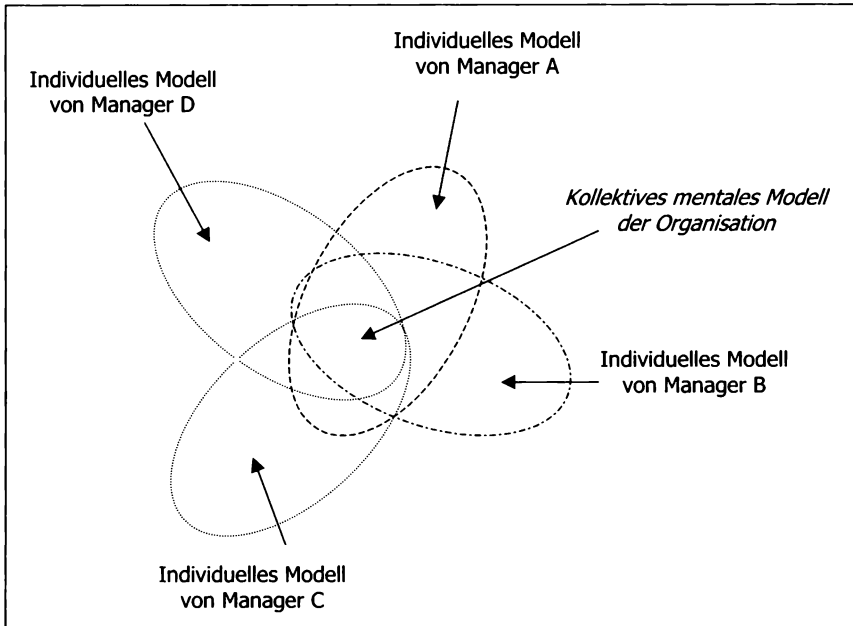 Individuelles Modell
von Manager A
Individuelles Modell
von Manager D
Kollektives mentales Modell
der Organisation
Individuelles Modell
von Manager B
Individuelles Modell
von Manager C